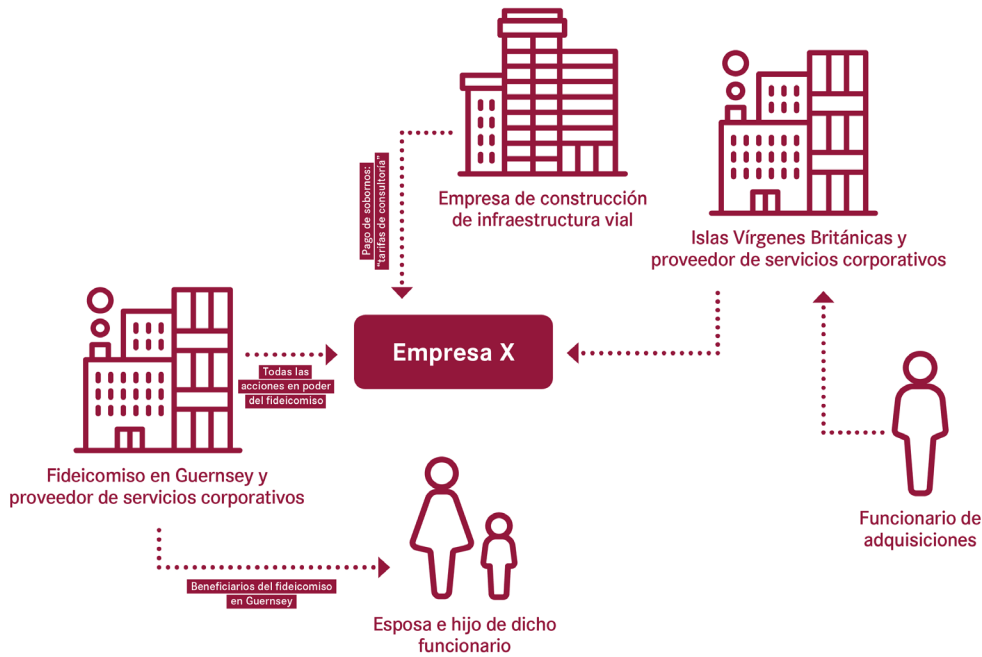 Empresa de construcción
de infraestructura vial
Islas Vírgenes Británicas y
proveedor de servicios corporativos
Pago de sobornos:
“tarifas de consultoría”
Empresa X
Todas las
acciones en poder
del fideicomiso
Fideicomiso en Guernsey y
proveedor de servicios corporativos
Funcionario de
adquisiciones
Beneficiarios del fideicomiso
en Guernsey
Esposa e hijo de dicho
funcionario